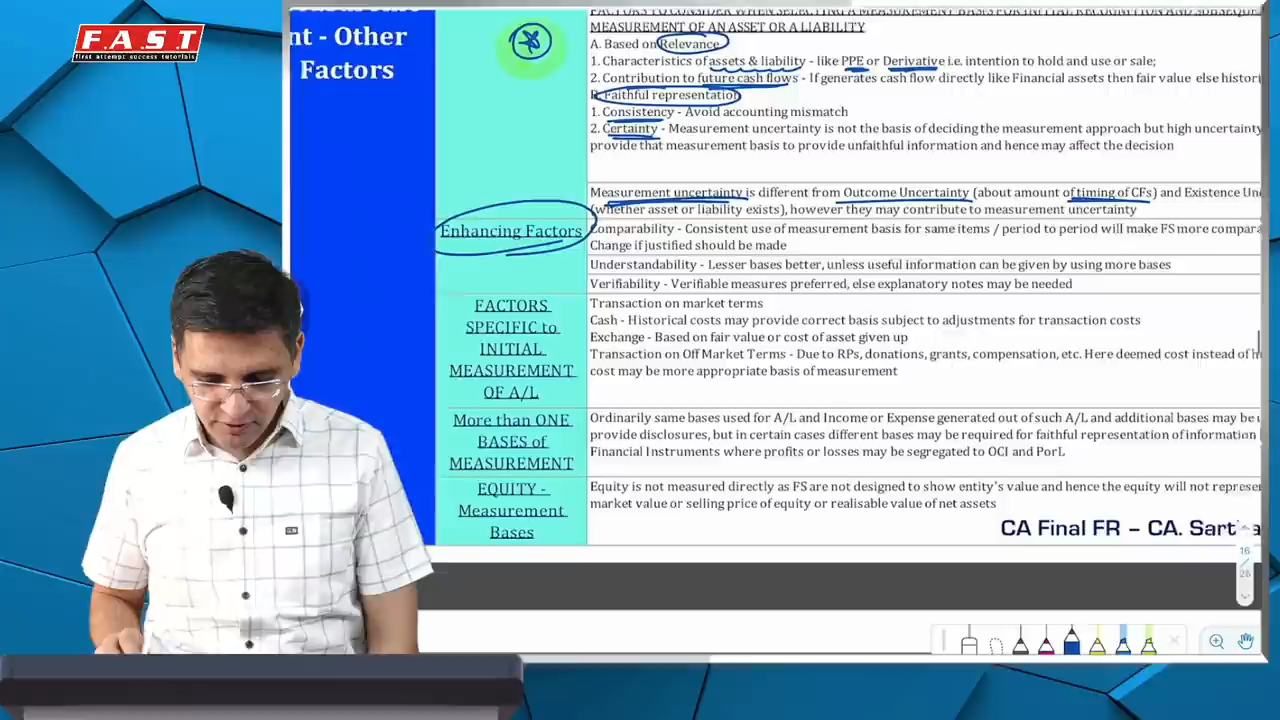 F.A.S.T
first attempt success tutorials
nt - Other
Factors
FACTORS TO CONSIDER WHEN SELECTING A MEASUREMENT BASIS FOR INITIAL RECOGNITION AND SUBSEQUE
MEASUREMENT OF AN ASSET OR A LIABILITY
A. Based on Relevance
1. Characteristics of assets & liability - like PPE or Derivative i.e. intention to hold and use or sale;
2. Contribution to future cash flows - If generates cash flow directly like Financial assets then fair value else histori
B. Faithful representation
1. Consistency - Avoid accounting mismatch
2. Certainty - Measurement uncertainty is not the basis of deciding the measurement approach but high uncertainty
provide that measurement basis to provide unfaithful information and hence may affect the decision
Measurement uncertainty is different from Outcome Uncertainty (about amount of timing of CFs) and Existence Un
(whether asset or liability exists), however they may contribute to measurement uncertainty
Enhancing Factors
Comparability - Consistent use of measurement basis for same items / period to period will make FS more compara
Change if justified should be made
Understandability - Lesser bases better, unless useful information can be given by using more bases
Verifiability - Verifiable measures preferred, else explanatory notes may be needed
FACTORS
SPECIFIC to
INITIAL
MEASUREMENT
OF A/L
Transaction on market terms
Cash - Historical costs may provide correct basis subject to adjustments for transaction costs
Exchange - Based on fair value or cost of asset given up
Transaction on Off Market Terms - Due to RPs, donations, grants, compensation, etc. Here deemed cost instead of h
cost may be more appropriate basis of measurement
More than ONE
BASES of
MEASUREMENT
Ordinarily same bases used for A/L and Income or Expense generated out of such A/L and additional bases may be u
provide disclosures, but in certain cases different bases may be required for faithful representation of information
Financial Instruments where profits or losses may be segregated to OCI and PorL
EQUITY -
Measurement
Bases
Equity is not measured directly as FS are not designed to show entity's value and hence the equity will not represe
market value or selling price of equity or realisable value of net assets
CA Final FR – CA. Sart
16
/
28